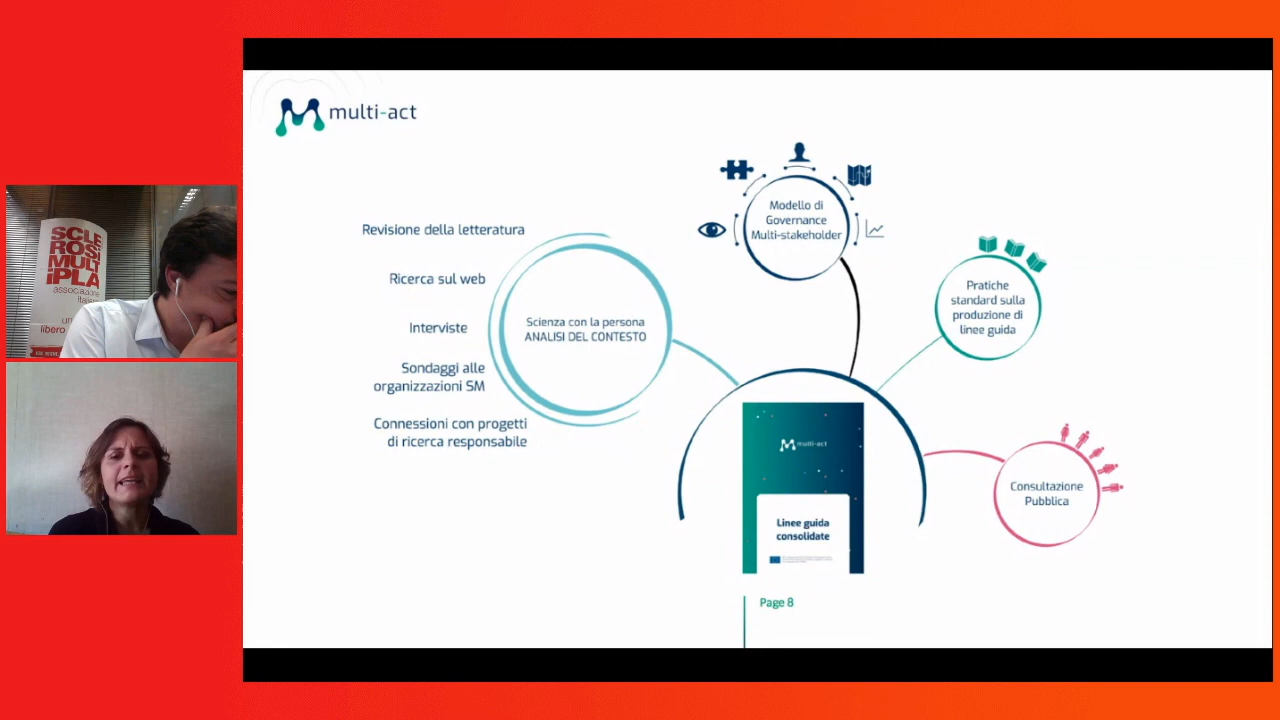 multi-act
Revisione della letteratura
Ricerca sul web
Interviste
Sondaggi alle
organizzazioni SM
Connessioni con progetti
di ricerca responsabile
Scienza con la persona
ANALISI DEL CONTESTO
Modello di
Governance
Multi-stakeholder
Pratiche
standard sulla
produzione di
linee guida
Consultazione
Pubblica
multi-act
Linee guida
consolidate
Page 8
SCLE
ROSI
MULT
iPLA
associazione
libero